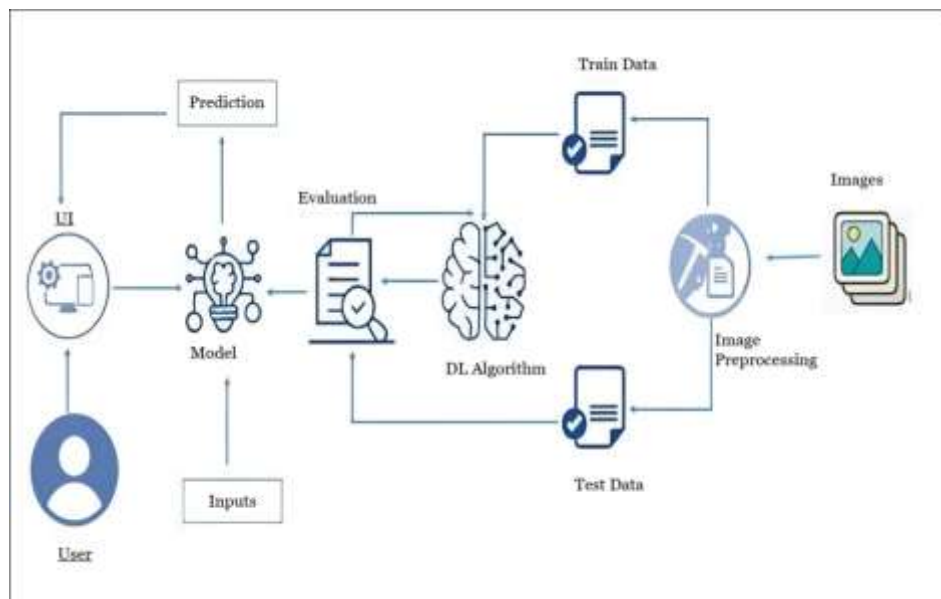 Train Data
Prediction
Images
Evaluation
UI
Image
Preprocessing
Model
DL Algorithm
Test Data
Inputs
User